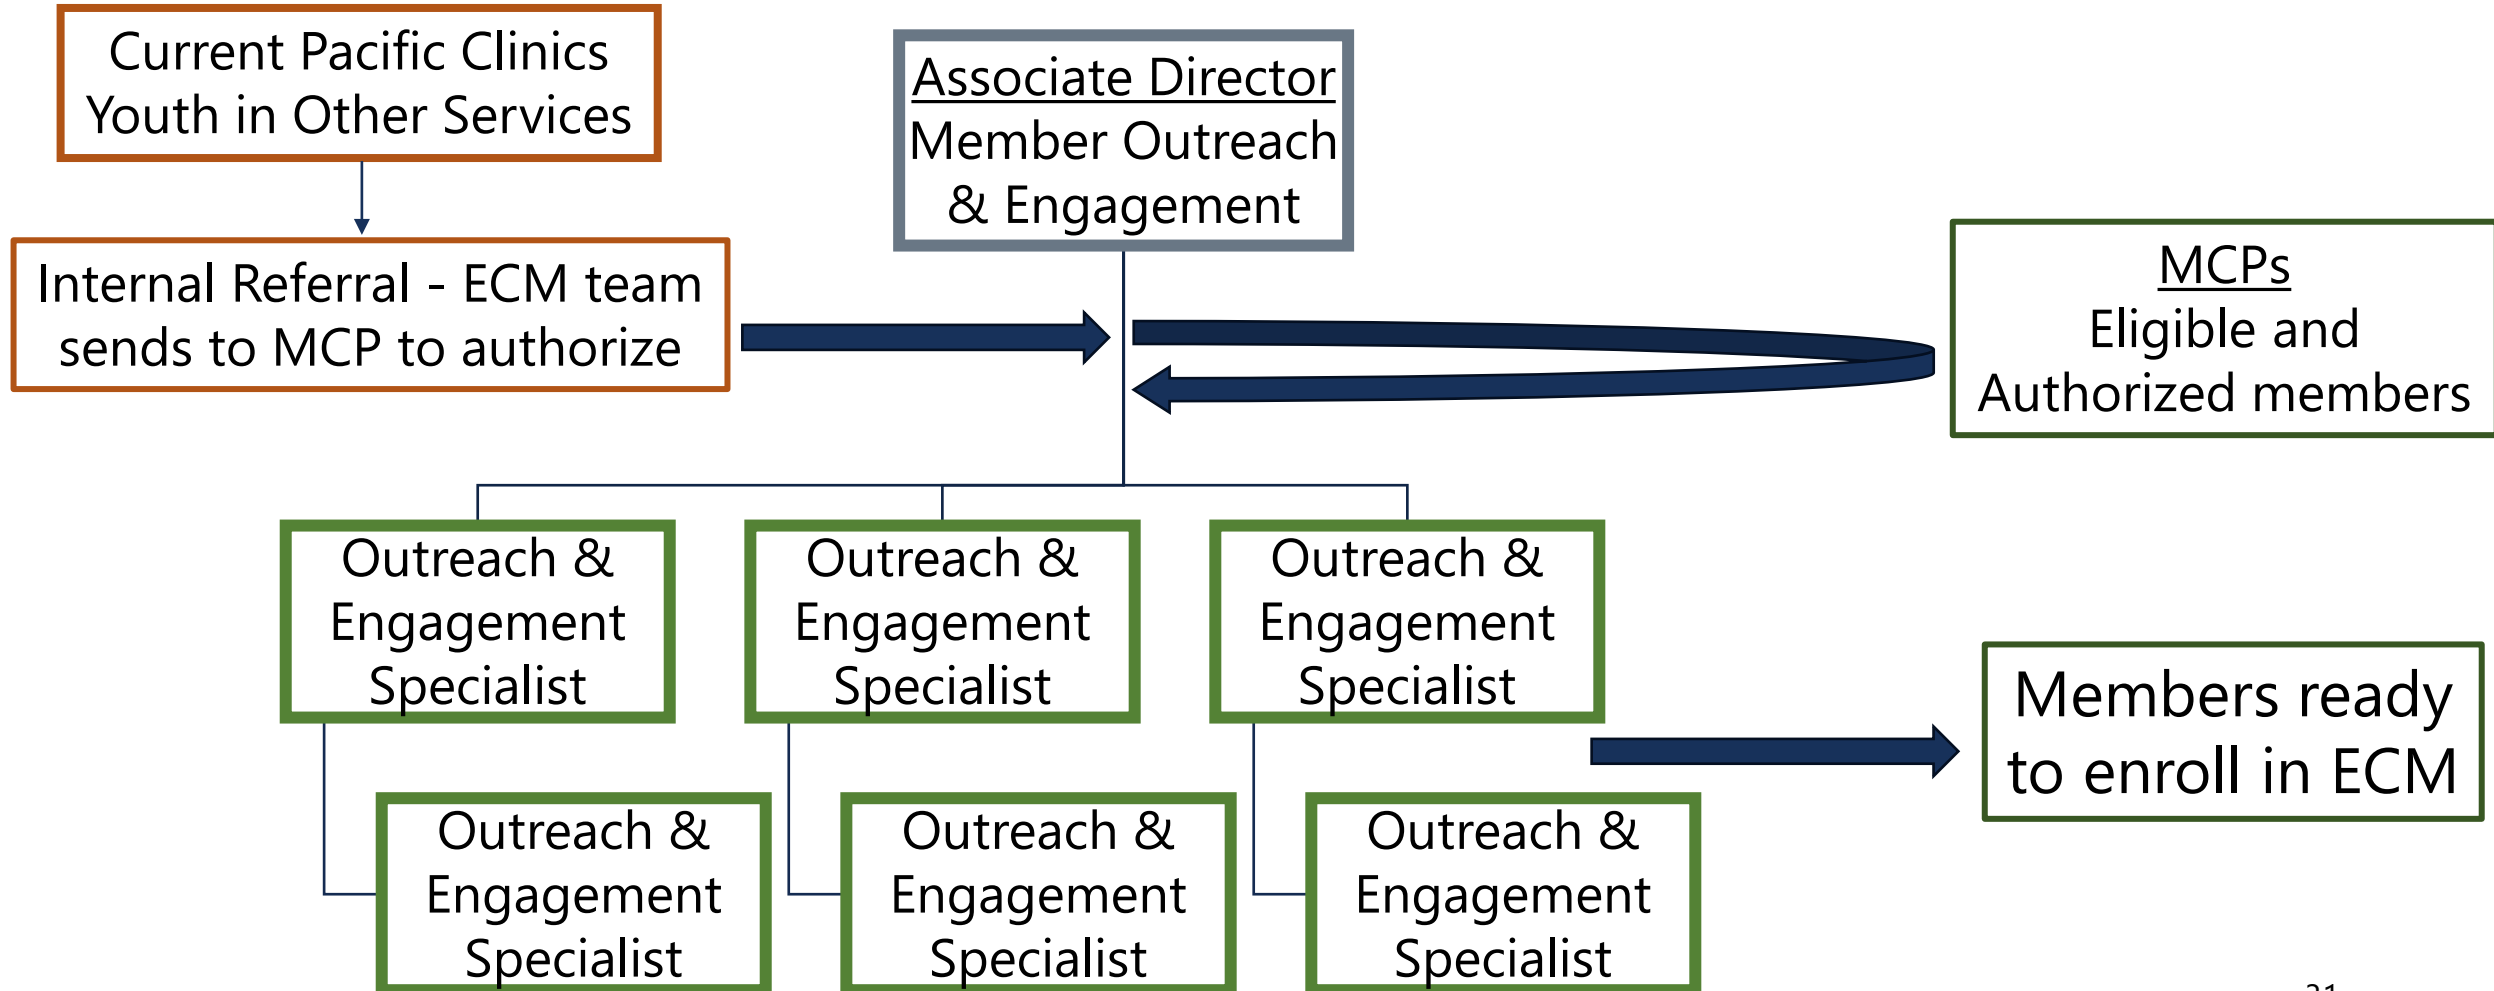 Current Pacific Clinics
Youth in Other Services
Associate Director
Member Outreach
& Engagement
Internal Referral - ECM team
sends to MCP to authorize
MCPs
Eligible and
Authorized members
Outreach &
Engagement
Specialist
Outreach &
Engagement
Specialist
Outreach &
Engagement
Specialist
Members ready
to enroll in ECM
Outreach &
Engagement
Specialist
Outreach &
Engagement
Specialist
Outreach &
Engagement
Specialist